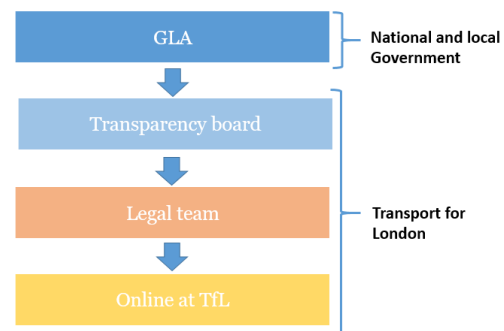 GLA
National and local
Government
Transparency board
Legal team
Transport for
London
Online at TfL